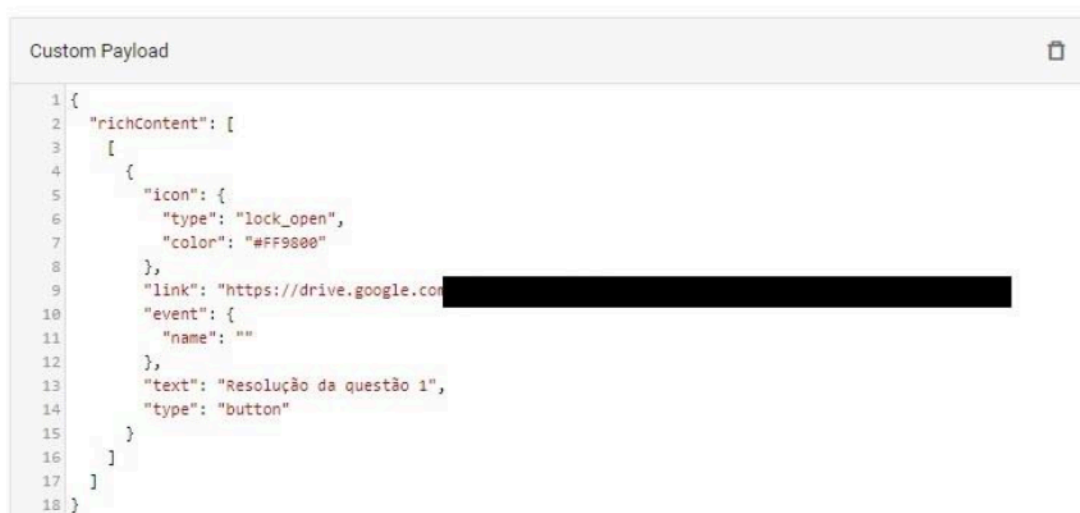 Custom Payload
1 {
2 "richContent": [
3 [
4 {
5 "icon": {
6 "type": "lock_open",
7 "color": "#FF9800"
8 },
9 "link": "https://drive.google.com
10 "event": {
11 "name": ""
12 },
13 "text": "Resolução da questão 1",
14 "type": "button"
15 }
16 ]
17 ]
18 }